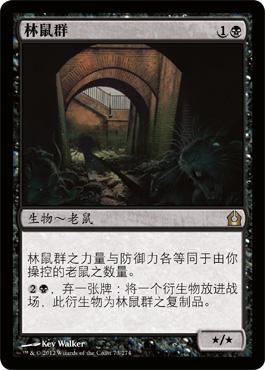 林鼠群 1
生物～老鼠
林鼠群之力量与防御力各等同于由你
操控的老鼠之数量。
2，弃一张牌：将一个衍生物放进战
场，此衍生物为林鼠群之复制品。
Kev Walker
™ & © 2012 Wizards of the Coast 73/274
★/★